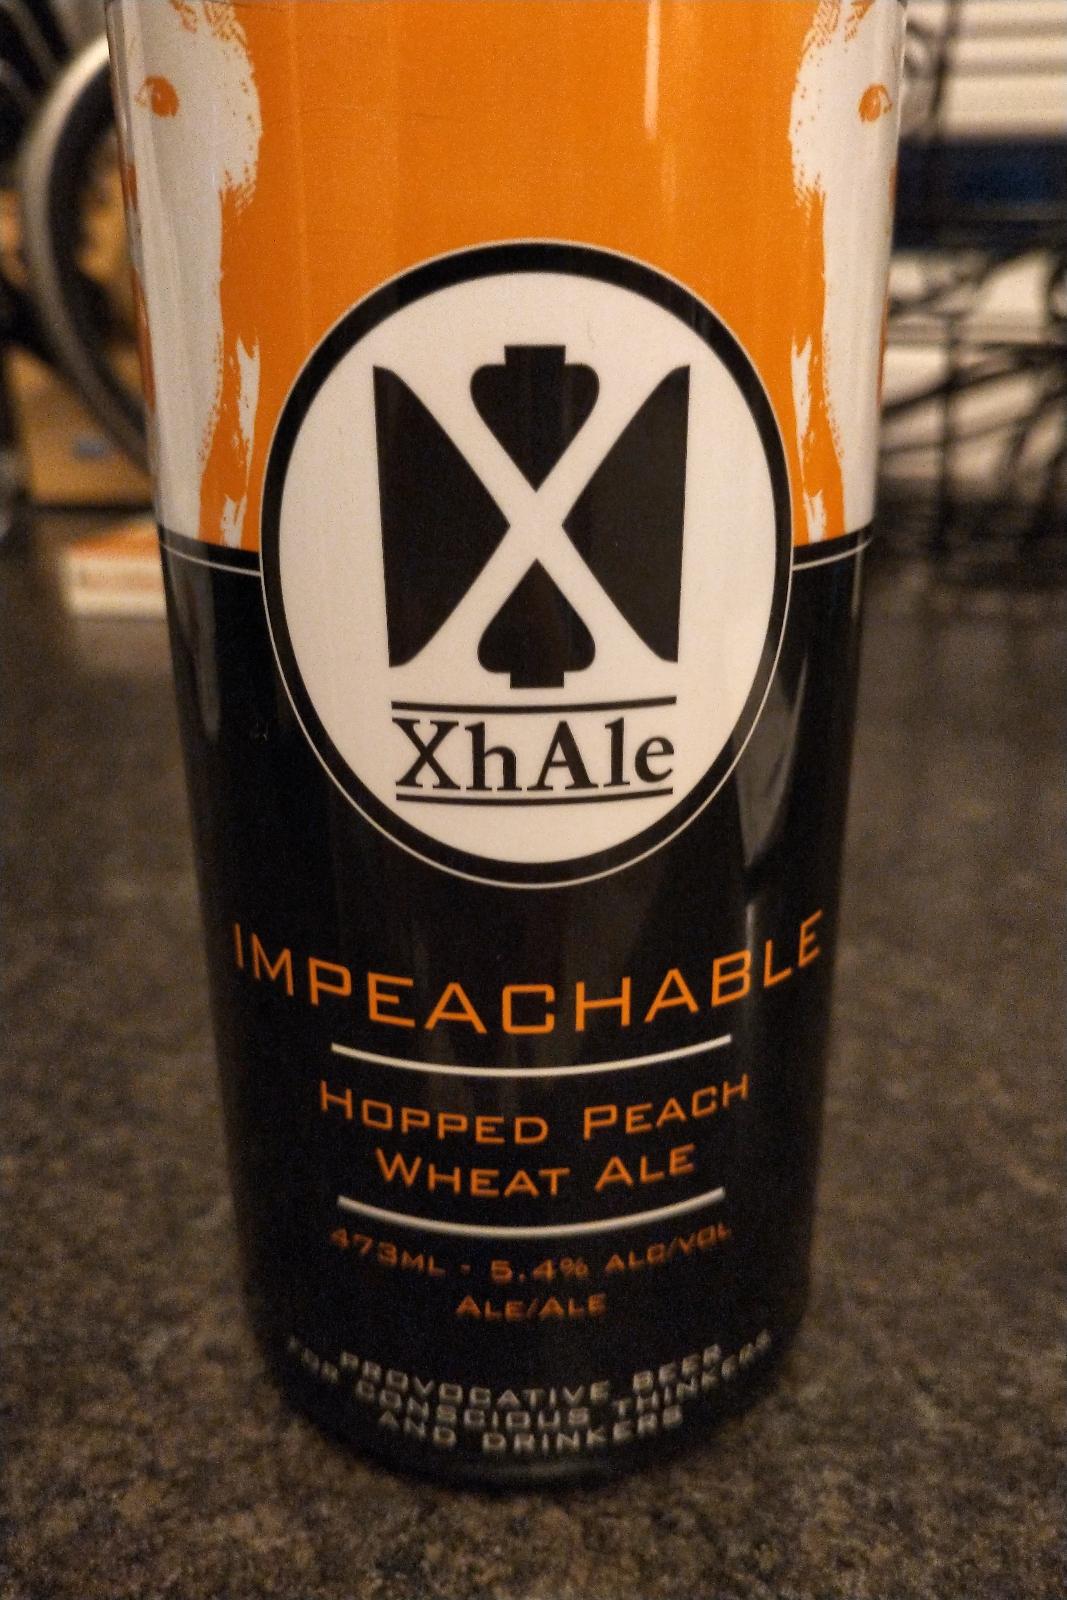 XhAle
IMPEACHABLE
HOPPED PEACH
WHEAT ALE
473ML - 5.4% ALC/VOL
ALE/ALE
PROVOCATIVE BEER
FOR CONSCIOUS THINKERS
AND DRINKERS